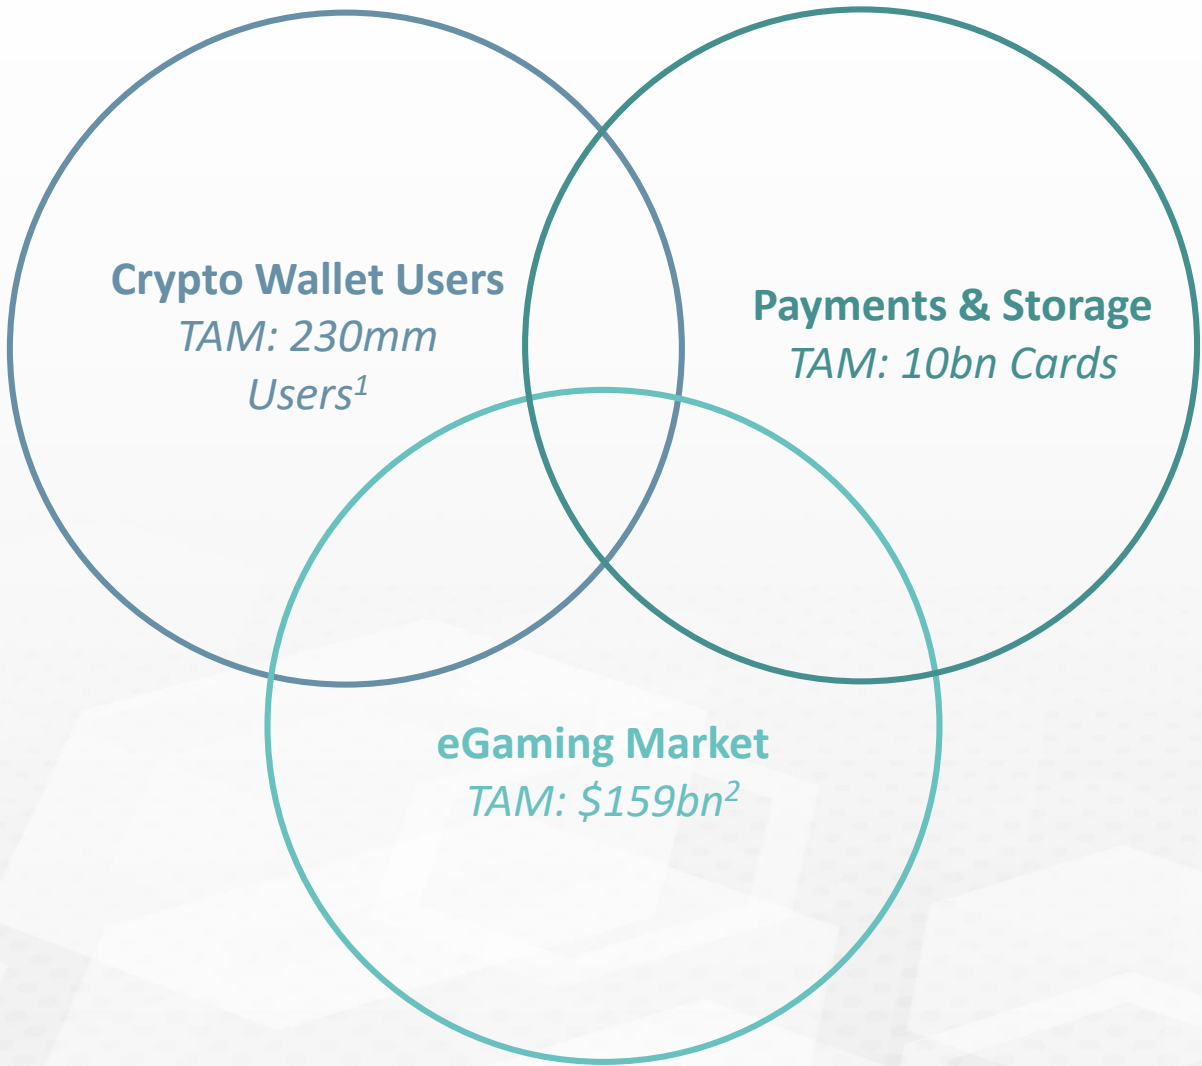 Crypto Wallet Users
TAM: 230mm
Users¹
Payments & Storage
TAM: 10bn Cards
eGaming Market
TAM: $159bn²